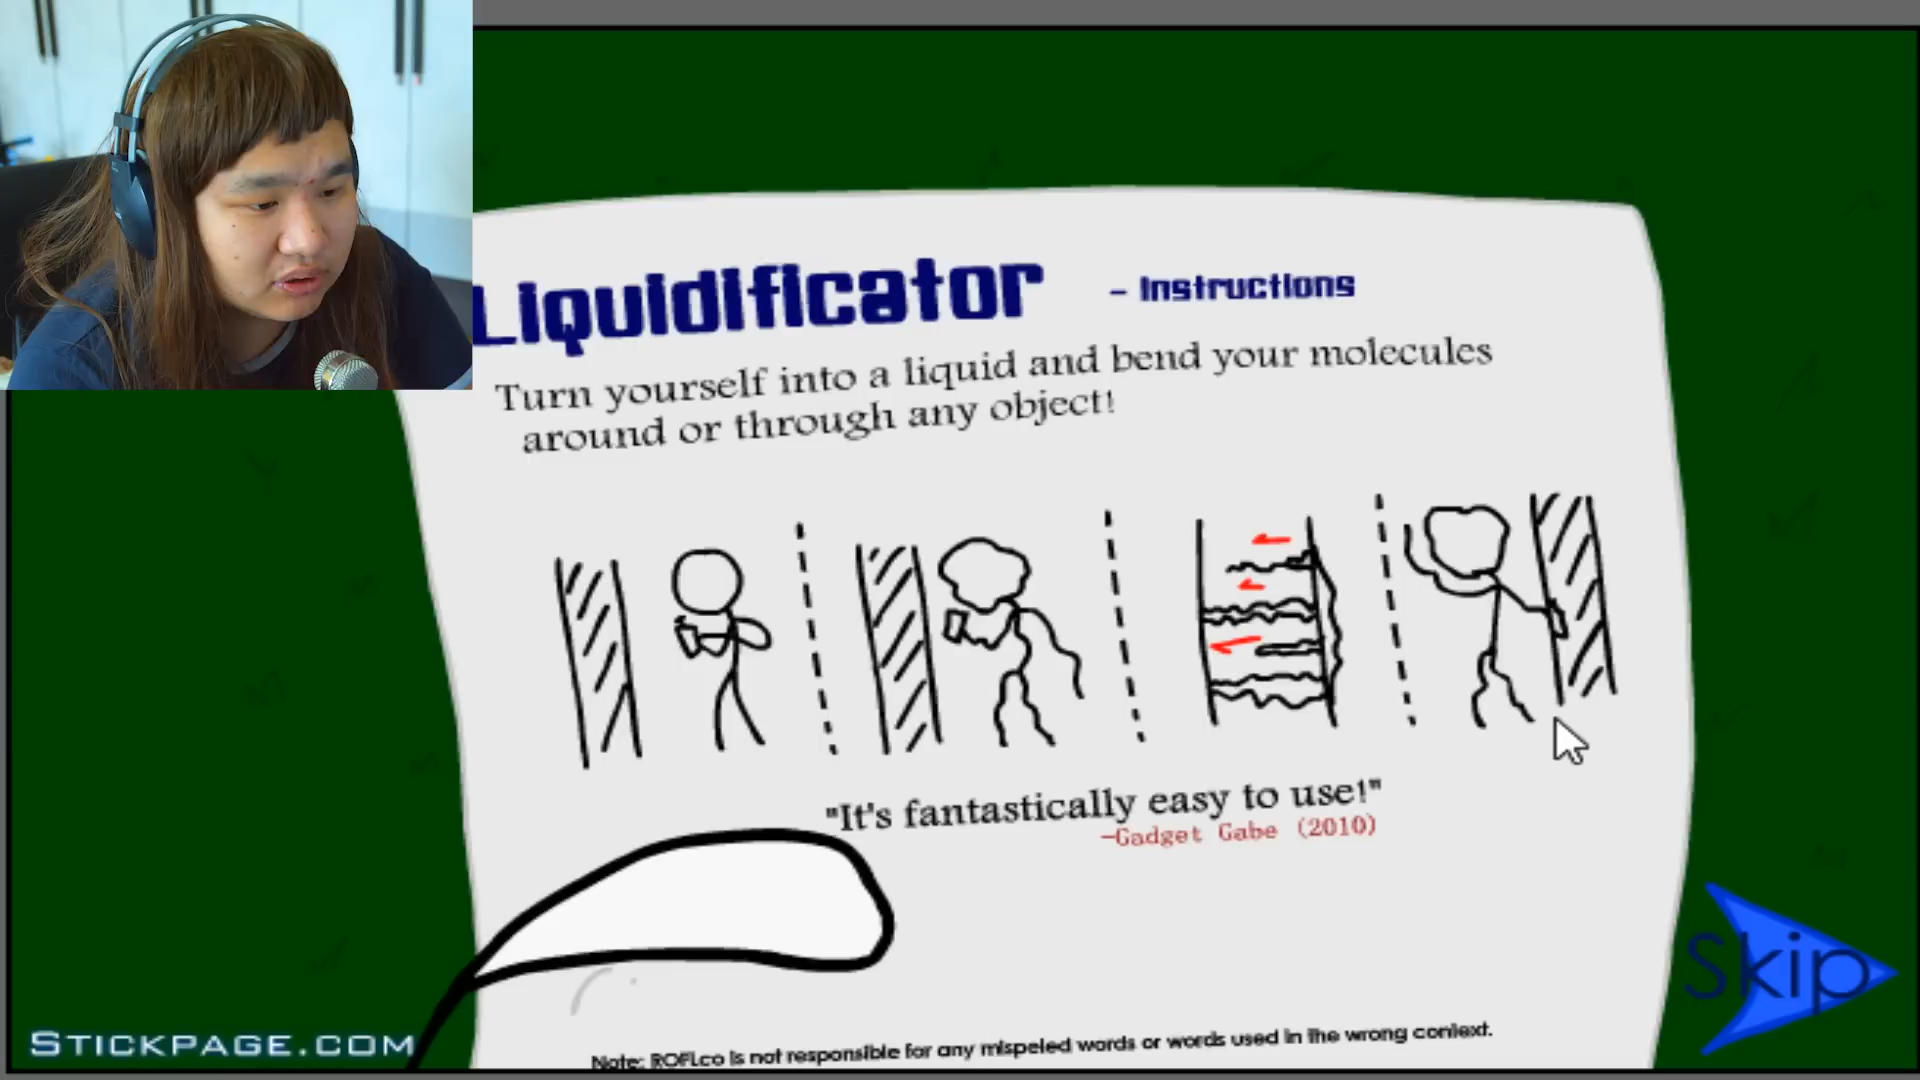 Liquidificator - Instructions
Turn yourself into a liquid and bend your molecules
around or through any object!
"It's fantastically easy to use!"
-Gadget Gabe (2010)
Skip
STICKPAGE.COM
Note: ROFLco is not responsible for any mispeled words or words used in the wrong context.